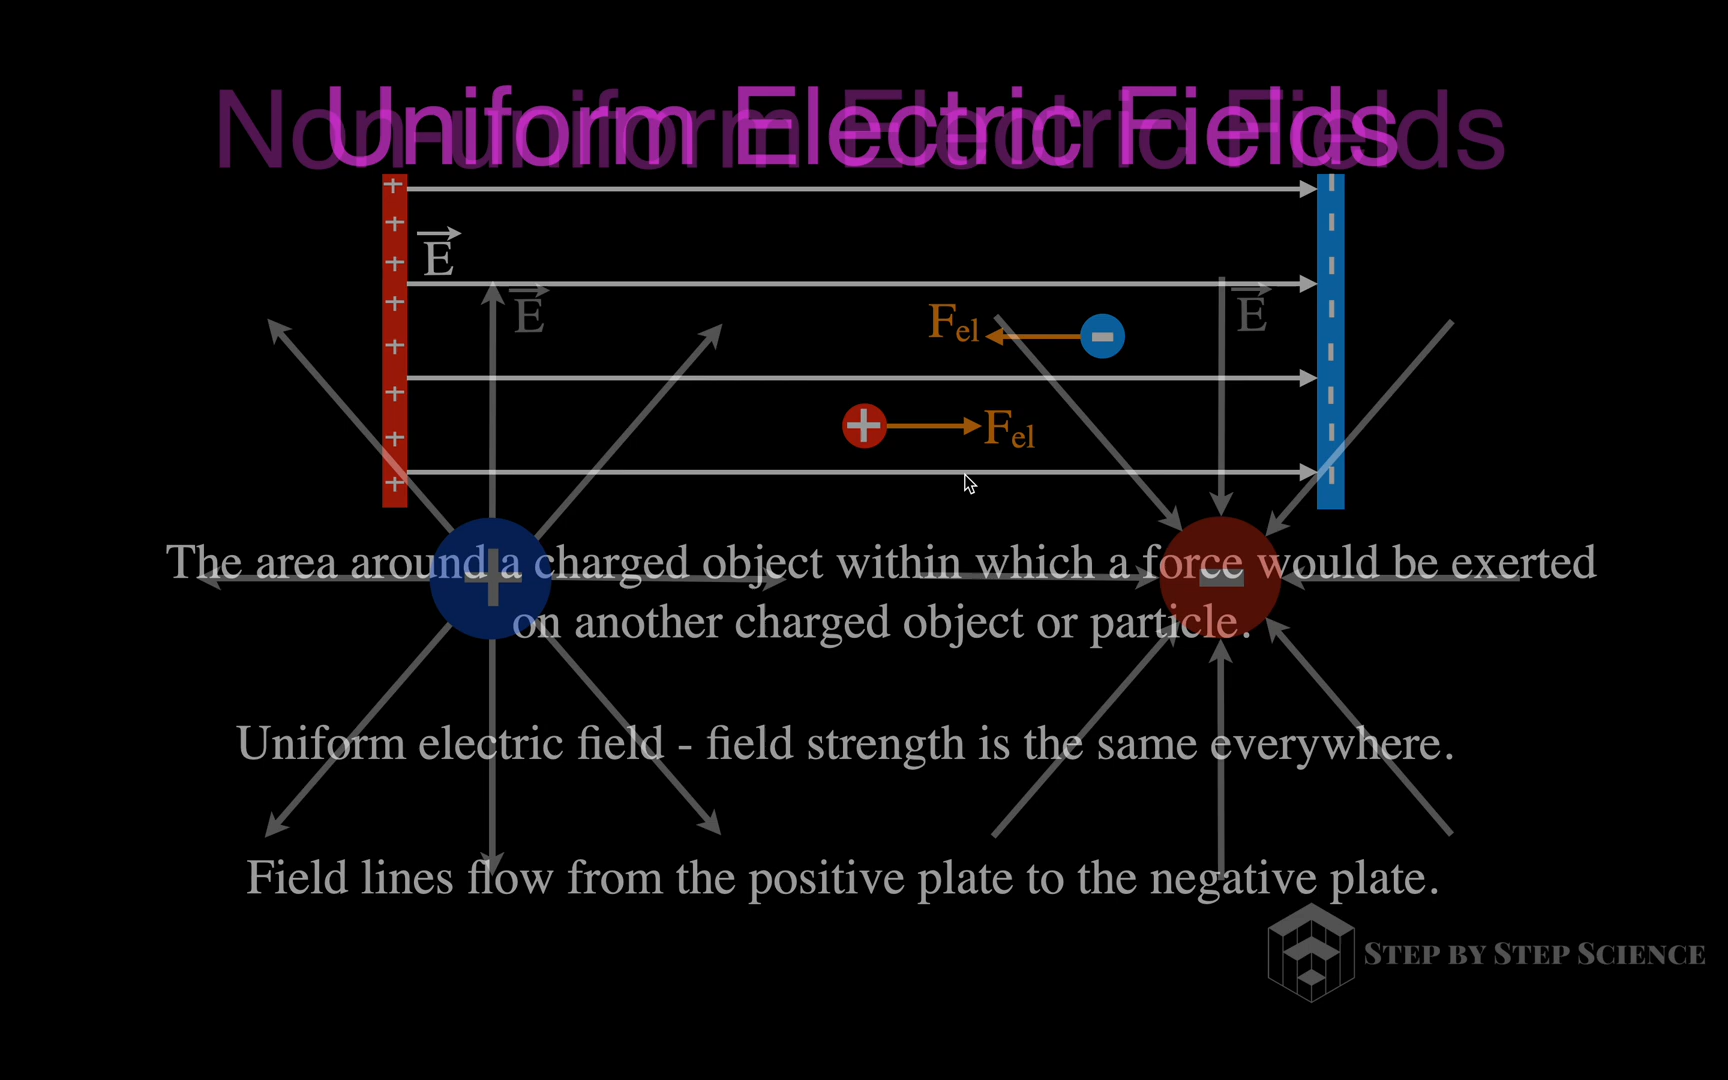 Non-uniform Electric Fields
Uniform Electric Fields
E
E
E
Fel
Fel
The area around a charged object within which a force would be exerted
on another charged object or particle.
Uniform electric field - field strength is the same everywhere.
Field lines flow from the positive plate to the negative plate.
STEP BY STEP SCIENCE